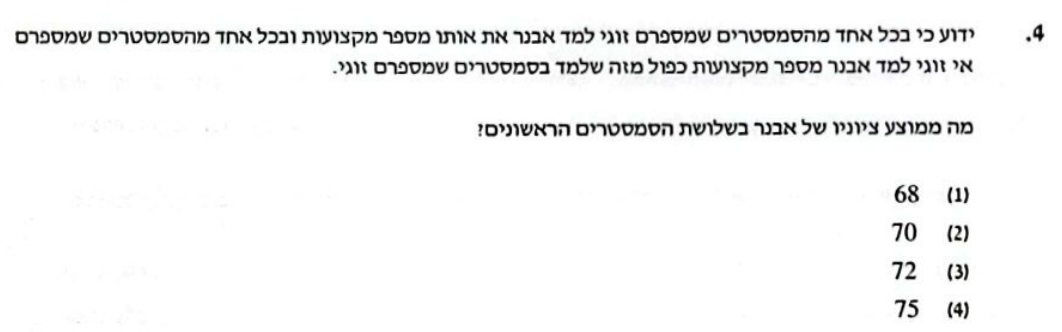 4. ידוע כי בכל אחד מהסמסטרים שמספרם זוגי למד אבנר את אותו מספר מקצועות ובכל אחד מהסמסטרים שמספרם
אי זוגי למד אבנר מספר מקצועות כפול מזה שלמד בסמסטרים שמספרם זוגי.
מה ממוצע ציוניו של אבנר בשלושת הסמסטרים הראשונים?
(1) 68
(2) 70
(3) 72
(4) 75